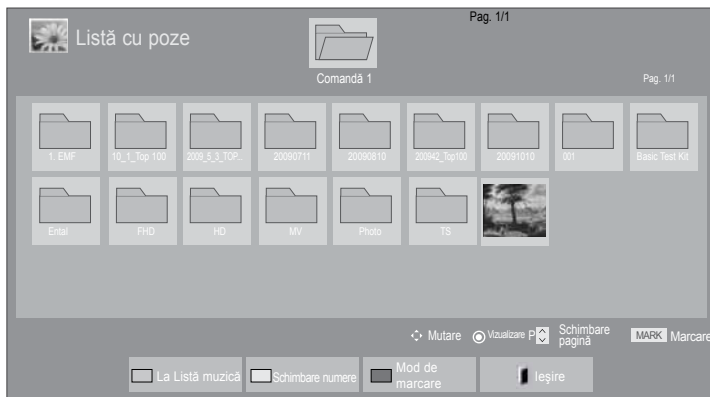 Pag. 1/1
Listă cu poze
Comandă 1
Pag. 1/1
1. EMF
10_1_Top 100
2009_5_3_TOP...
20090711
20090810
200942_Top100
20091010
001
Basic Test Kit
Ental
FHD
HD
MV
Photo
TS
Mutare
Vizualizare
P
Schimbare
pagină
MARK
Marcare
La Listă muzică
Schimbare numere
Mod de
marcare
Ieşire